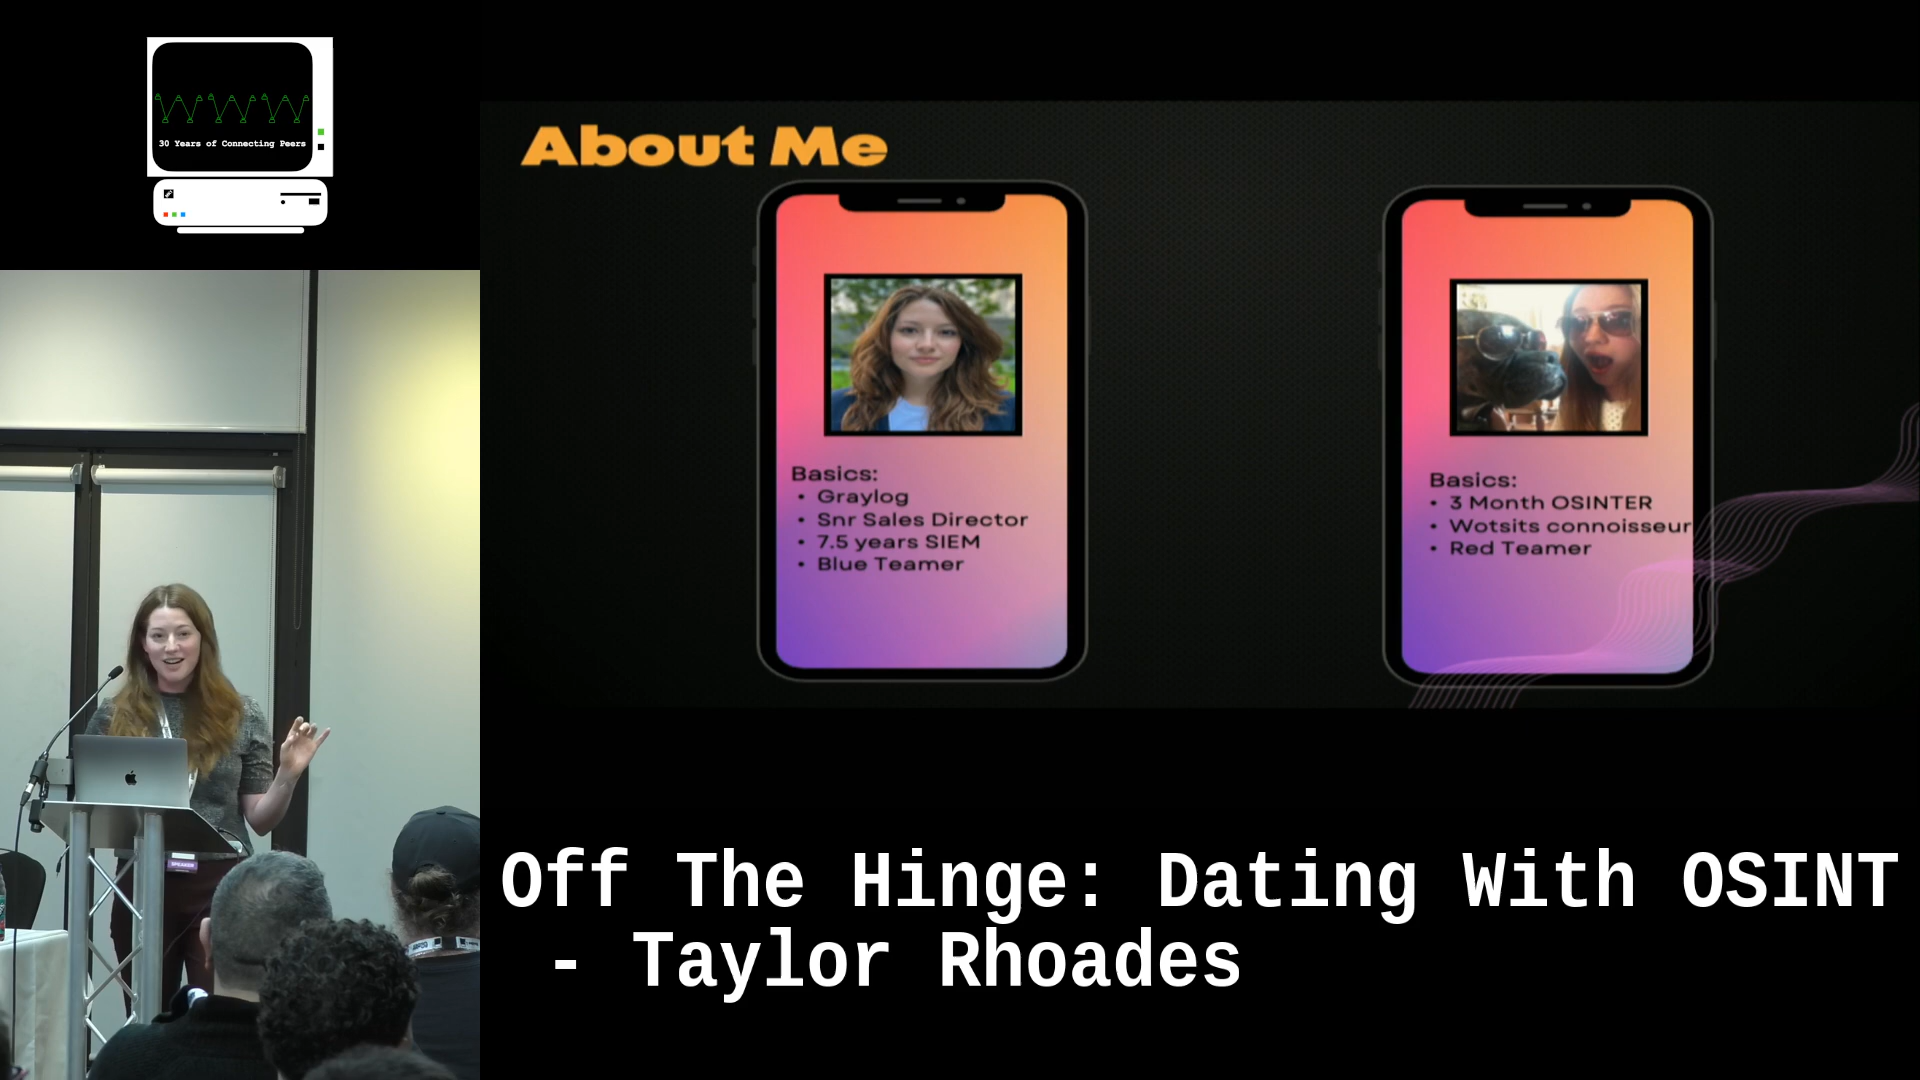 30 Years of Connecting Peers
About Me
Basics:
• Graylog
• Snr Sales Director
• 7.5 years SIEM
• Blue Teamer
Basics:
• 3 Month OSINTER
• Wotsits connoisseur
• Red Teamer
SPEAKER
Off The Hinge: Dating With OSINT
- Taylor Rhoades